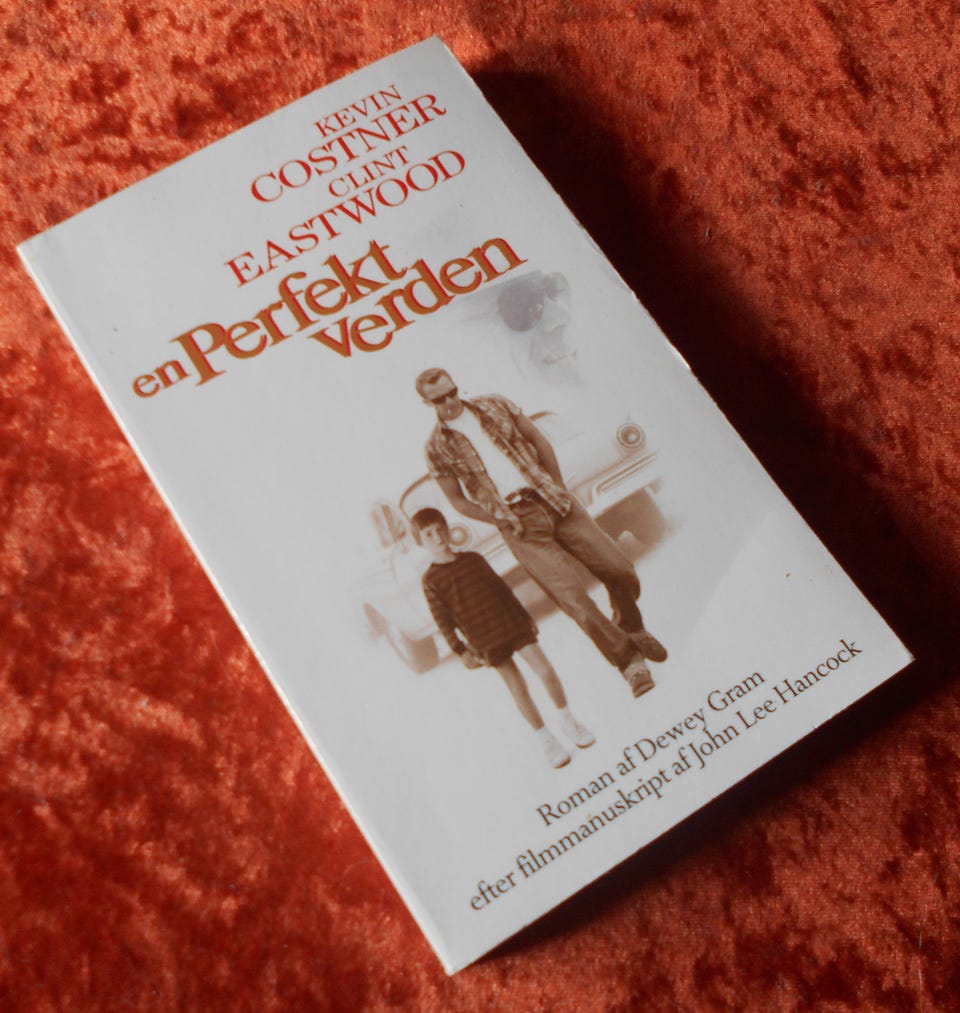 KEVIN
COSTNER
CLINT
EASTWOOD
en Perfekt
verden
Roman af Dewey Gram
efter filmmanuskript af John Lee Hancock